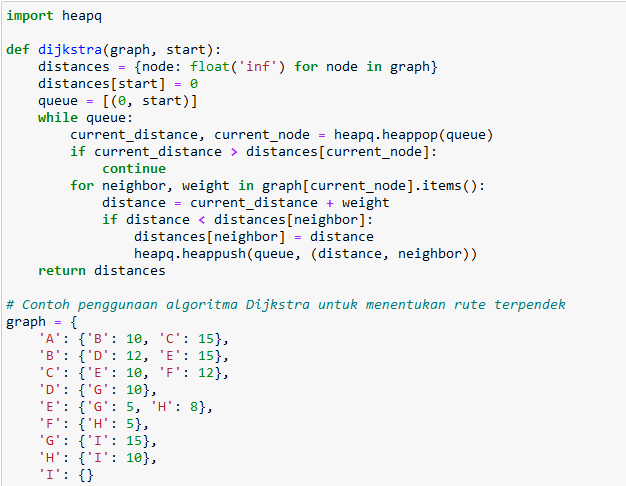 import heapq
def dijkstra(graph, start):
    distances = {node: float('inf') for node in graph}
    distances[start] = 0
    queue = [(0, start)]
    while queue:
        current_distance, current_node = heapq.heappop(queue)
        if current_distance > distances[current_node]:
            continue
        for neighbor, weight in graph[current_node].items():
            distance = current_distance + weight
            if distance < distances[neighbor]:
                distances[neighbor] = distance
                heapq.heappush(queue, (distance, neighbor))
    return distances
# Contoh penggunaan algoritma Dijkstra untuk menentukan rute terpendek
graph = {
    'A': {'B': 10, 'C': 15},
    'B': {'D': 12, 'E': 15},
    'C': {'E': 10, 'F': 12},
    'D': {'G': 10},
    'E': {'G': 5, 'H': 8},
    'F': {'H': 5},
    'G': {'I': 15},
    'H': {'I': 10},
    'I': {}